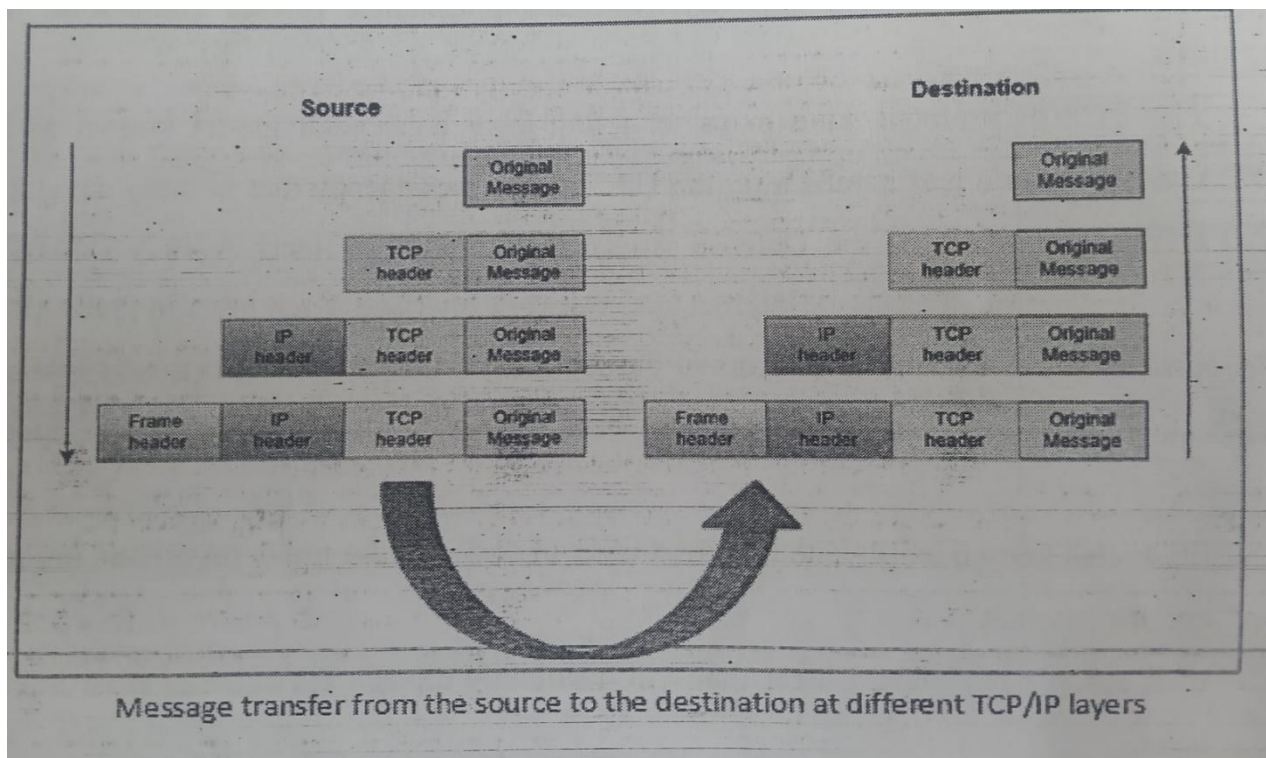 Source
Destination
Original
Message
Original
Message
TCP
header
Original
Message
TCP
header
Original
Message
IP
header
TCP
header
Original
Message
IP
header
TCP
header
Original
Message
Frame
header
IP
header
TCP
header
Original
Message
Frame
header
IP
header
TCP
header
Original
Message
Message transfer from the source to the destination at different TCP/IP layers